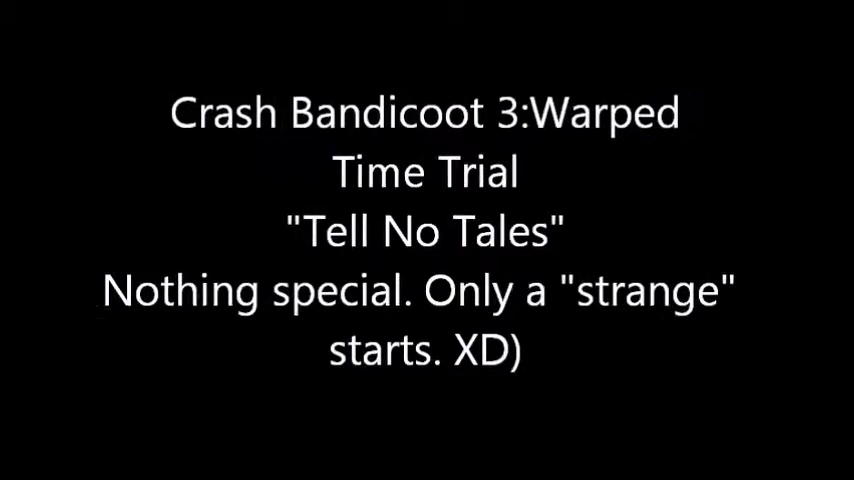 Crash Bandicoot 3:Warped
Time Trial
"Tell No Tales"
Nothing special. Only a "strange"
starts. XD)